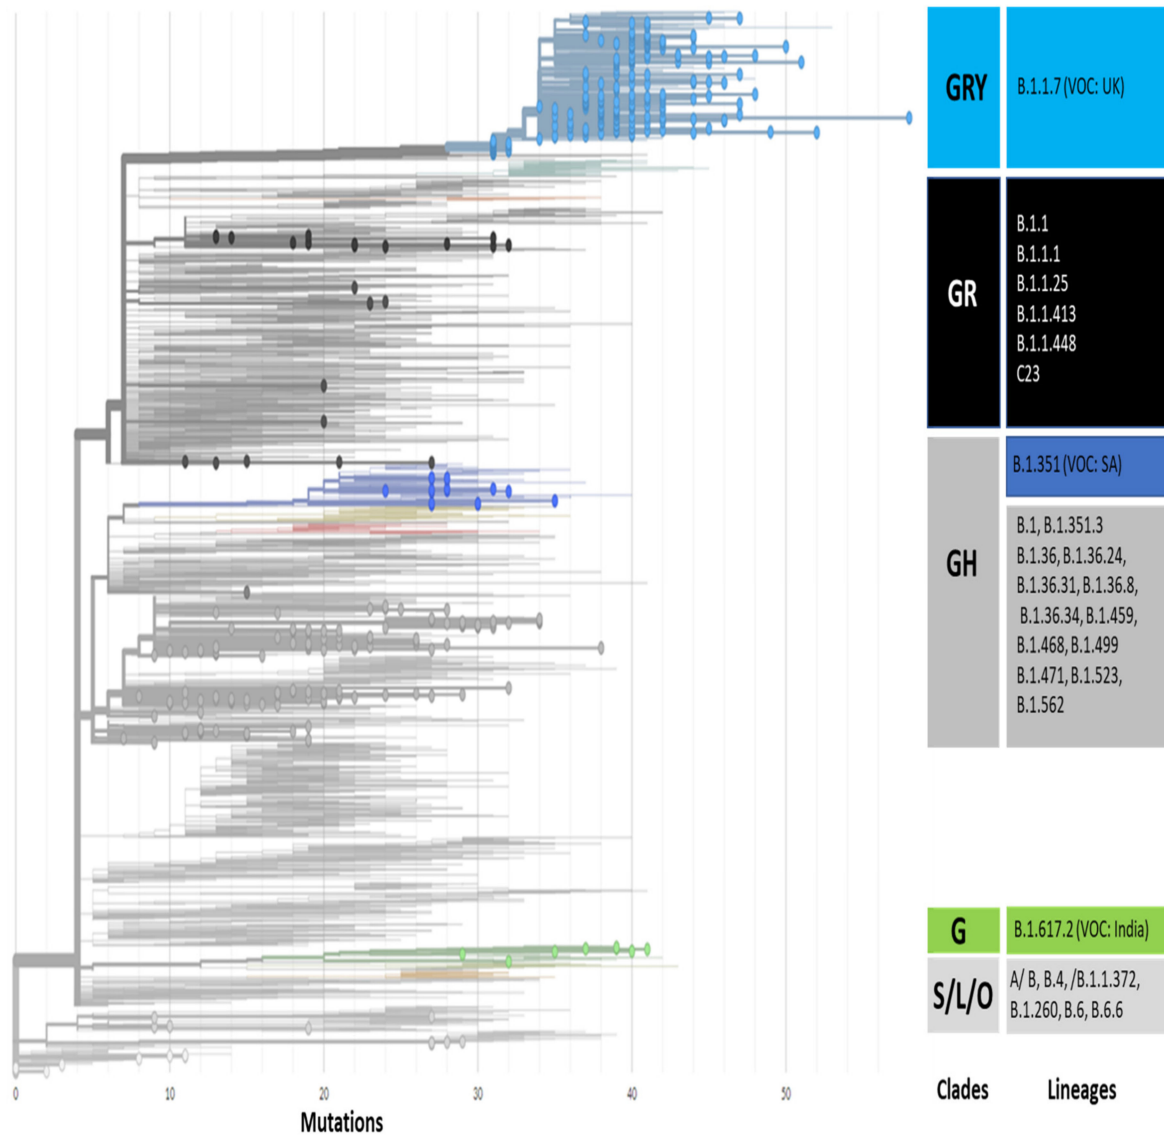 GRY
B.1.1.7 (VOC: UK)
GR
B.1.1
B.1.1.1
B.1.1.25
B.1.1.413
B.1.1.448
C23
GH
B.1.351 (VOC: SA)
B.1, B.1.351.3
B.1.36, B.1.36.24,
B.1.36.31, B.1.36.8,
B.1.36.34, B.1.459,
B.1.468, B.1.499
B.1.471, B.1.523,
B.1.562
G
B.1.617.2 (VOC: India)
S/L/O
A/ B, B.4, /B.1.1.372,
B.1.260, B.6, B.6.6
0 10 20 30 40 50
Mutations
Clades Lineages